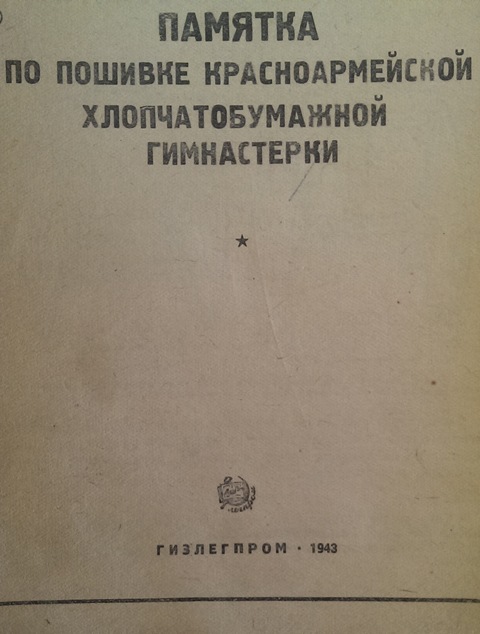 ПАМЯТКА
ПО ПОШИВКЕ КРАСНОАРМЕЙСКОЙ
ХЛОПЧАТОБУМАЖНОЙ
ГИМНАСТЕРКИ
ГИЗЛЕГПРОМ · 1943